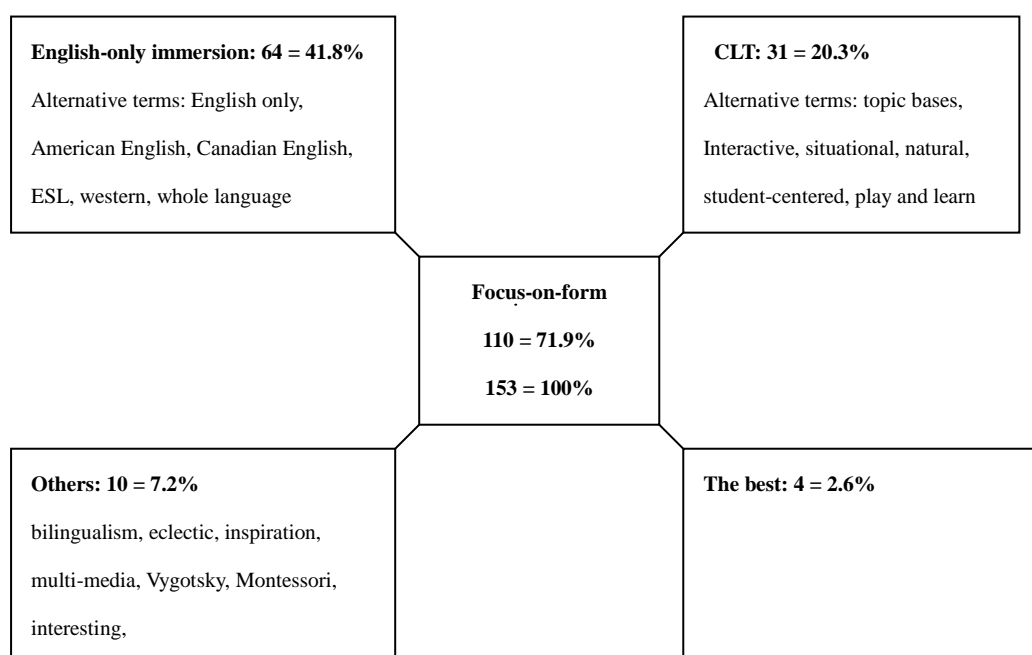 English-only immersion: 64 = 41.8%
Alternative terms: English only,
American English, Canadian English,
ESL, western, whole language
CLT: 31 = 20.3%
Alternative terms: topic bases,
Interactive, situational, natural,
student-centered, play and learn
Focus-on-form
110 = 71.9%
153 = 100%
Others: 10 = 7.2%
bilingualism, eclectic, inspiration,
multi-media, Vygotsky, Montessori,
interesting,
The best: 4 = 2.6%